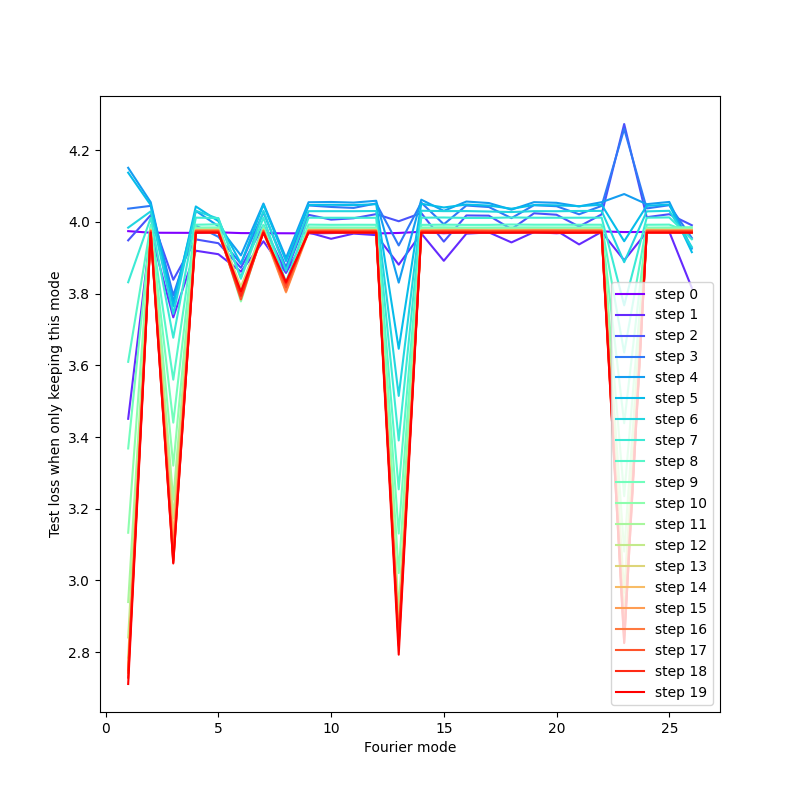 4.2
4.0
3.8
3.6
3.4
3.2
3.0
2.8
Test loss when only keeping this mode
0
5
10
15
20
25
Fourier mode
step 0
step 1
step 2
step 3
step 4
step 5
step 6
step 7
step 8
step 9
step 10
step 11
step 12
step 13
step 14
step 15
step 16
step 17
step 18
step 19